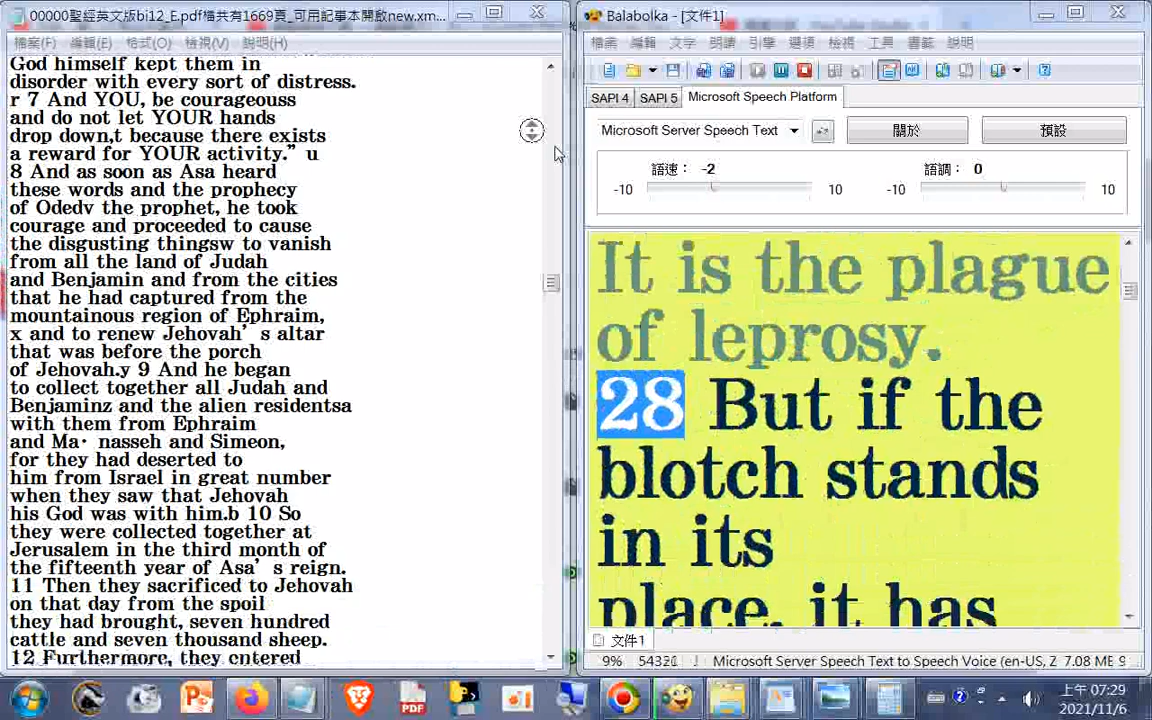 00000聖經英文版bi12_E.pdf檔共有1669頁_可用記事本開啟new.xm...
檔案(F) 編輯(E) 格式(O) 檢視(V) 說明(H)
God himself kept them in
disorder with every sort of distress.
r 7 And YOU, be courageouss
and do not let YOUR hands
drop down,t because there exists
a reward for YOUR activity.” u
8 And as soon as Asa heard
these words and the prophecy
of Odedv the prophet, he took
courage and proceeded to cause
the disgusting thingsw to vanish
from all the land of Judah
and Benjamin and from the cities
that he had captured from the
mountainous region of Ephraim,
x and to renew Jehovah’s altar
that was before the porch
of Jehovah.y 9 And he began
to collect together all Judah and
Benjaminz and the alien residentsa
with them from Ephraim
and Ma· nasseh and Simeon,
for they had deserted to
him from Israel in great number
when they saw that Jehovah
his God was with him.b 10 So
they were collected together at
Jerusalem in the third month of
the fifteenth year of Asa’s reign.
11 Then they sacrificed to Jehovah
on that day from the spoil
they had brought, seven hundred
cattle and seven thousand sheep.
12 Furthermore, they entered
Balabolka - [文件1]
檔案 編輯 文字 朗讀 引擎 選項 檢視 工具 書籤 說明
SAPI 4 SAPI 5 Microsoft Speech Platform
Microsoft Server Speech Text 關於 預設
語速： -2 語調： 0
-10 10 -10 10
It is the plague
of leprosy.
28 But if the
blotch stands
in its
place, it has
文件1
9% 54321 Microsoft Server Speech Text to Speech Voice (en-US, Z 7.08 MB 9
上午 07:29
2021/11/6